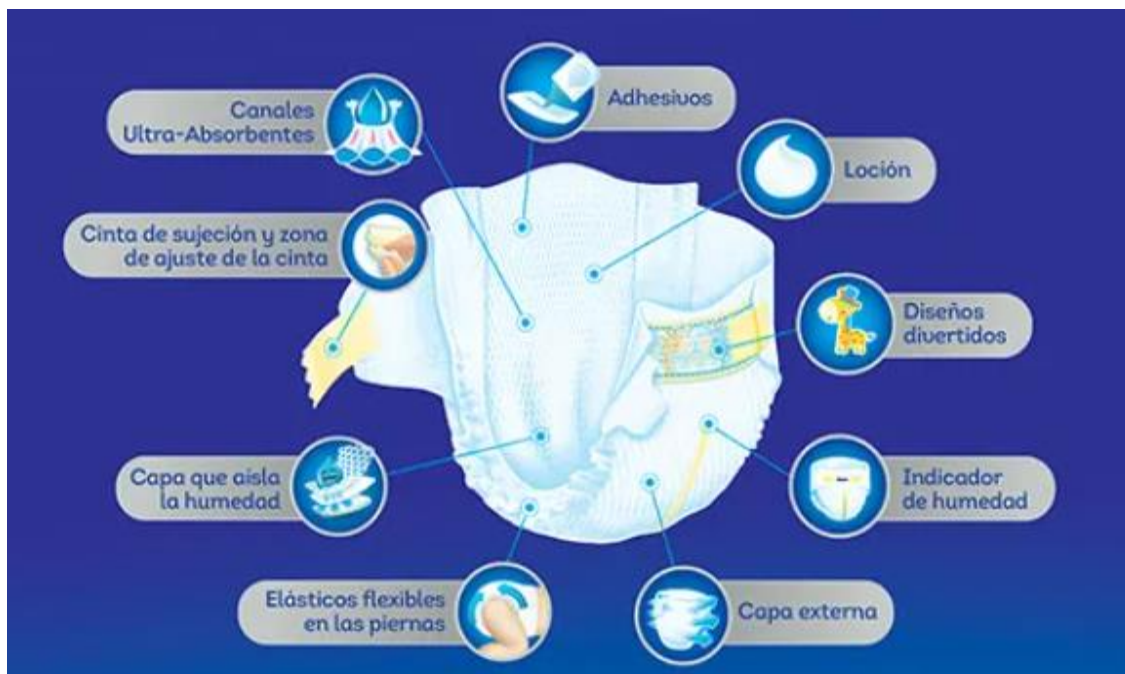 Canales
Ultra-Absorbentes
Adhesivos
Loción
Cinta de sujeción y zona
de ajuste de la cinta
Diseños
divertidos
Capa que aisla
la humedad
Indicador
de humedad
Elásticos flexibles
en las piernas
Capa externa